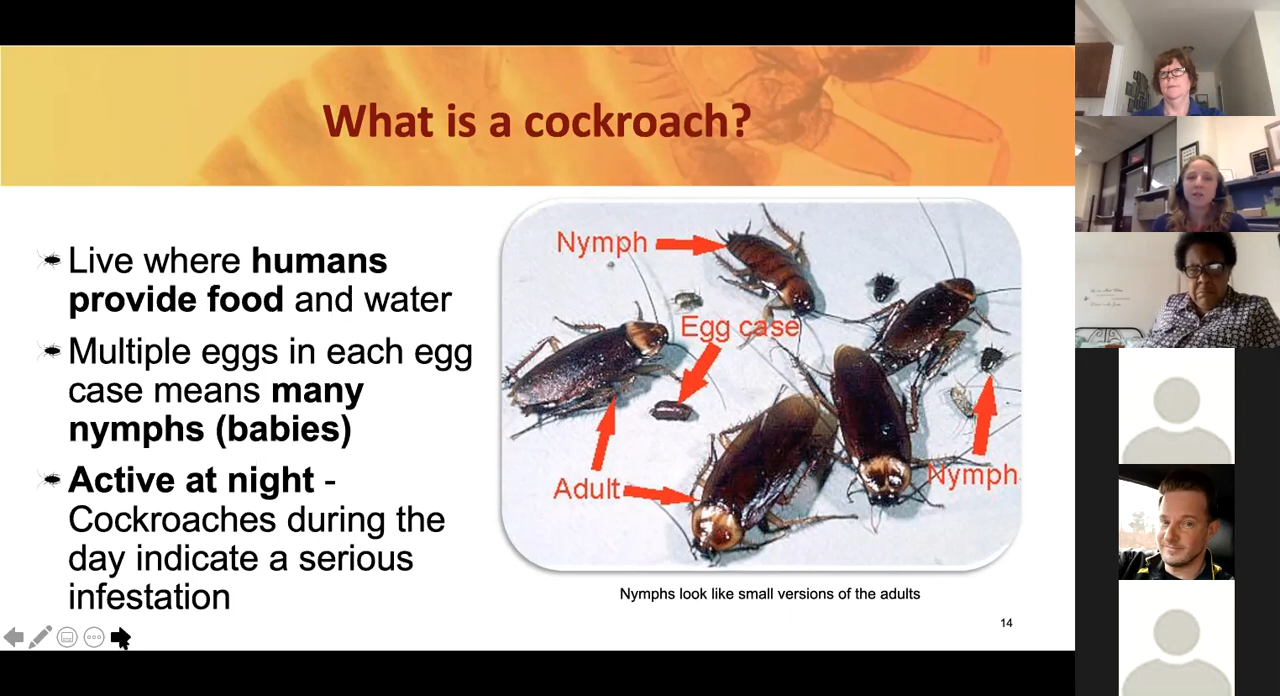 What is a cockroach?
Live where humans
provide food and water
Multiple eggs in each egg
case means many
nymphs (babies)
Active at night -
Cockroaches during the
day indicate a serious
infestation
Nymph
Egg case
Adult
Nymph
Nymphs look like small versions of the adults
14